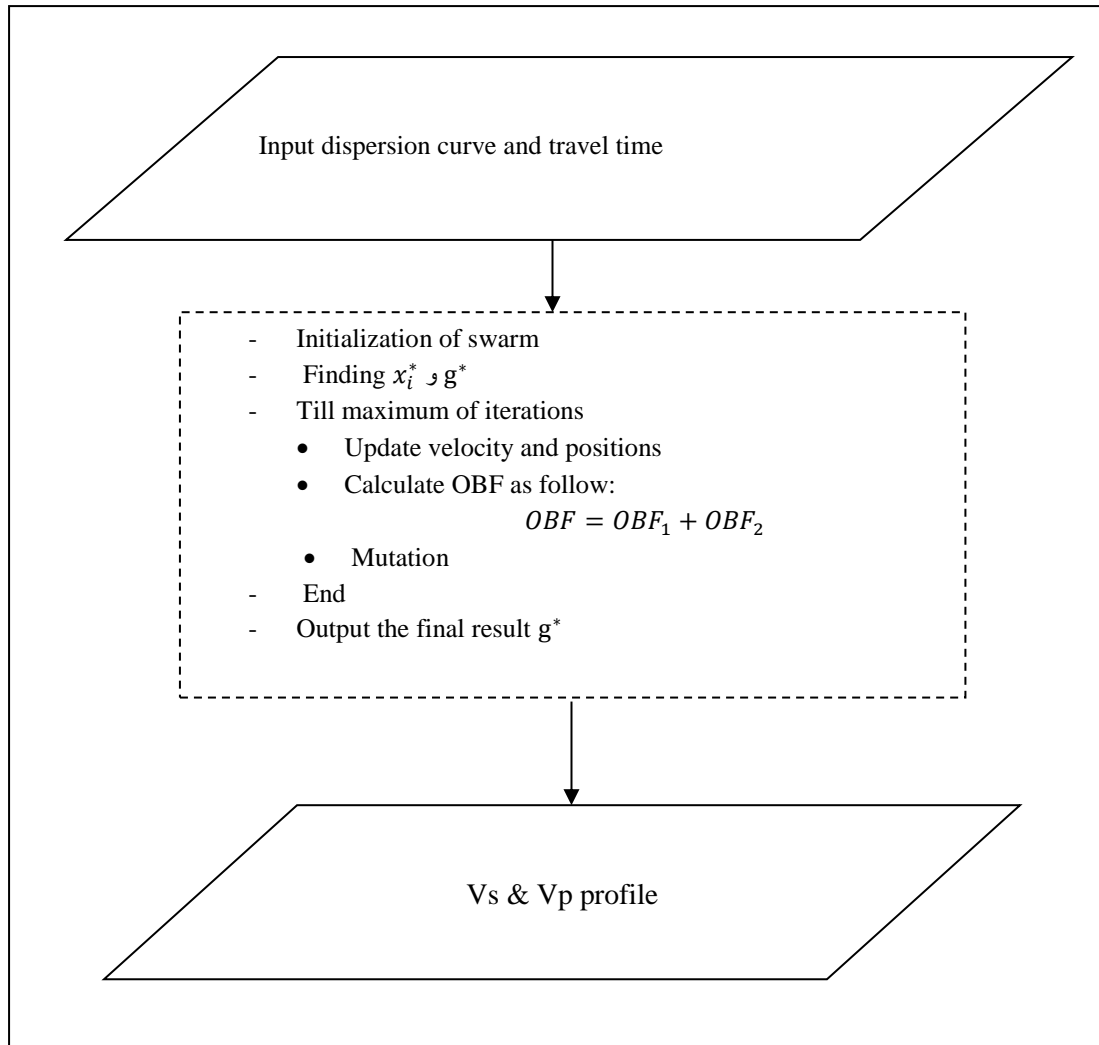 Input dispersion curve and travel time
- Initialization of swarm
- Finding $x_i^*$ و $g^*$
- Till maximum of iterations
• Update velocity and positions
• Calculate OBF as follow:
$OBF = OBF_1 + OBF_2$
• Mutation
- End
- Output the final result $g^*$
Vs & Vp profile